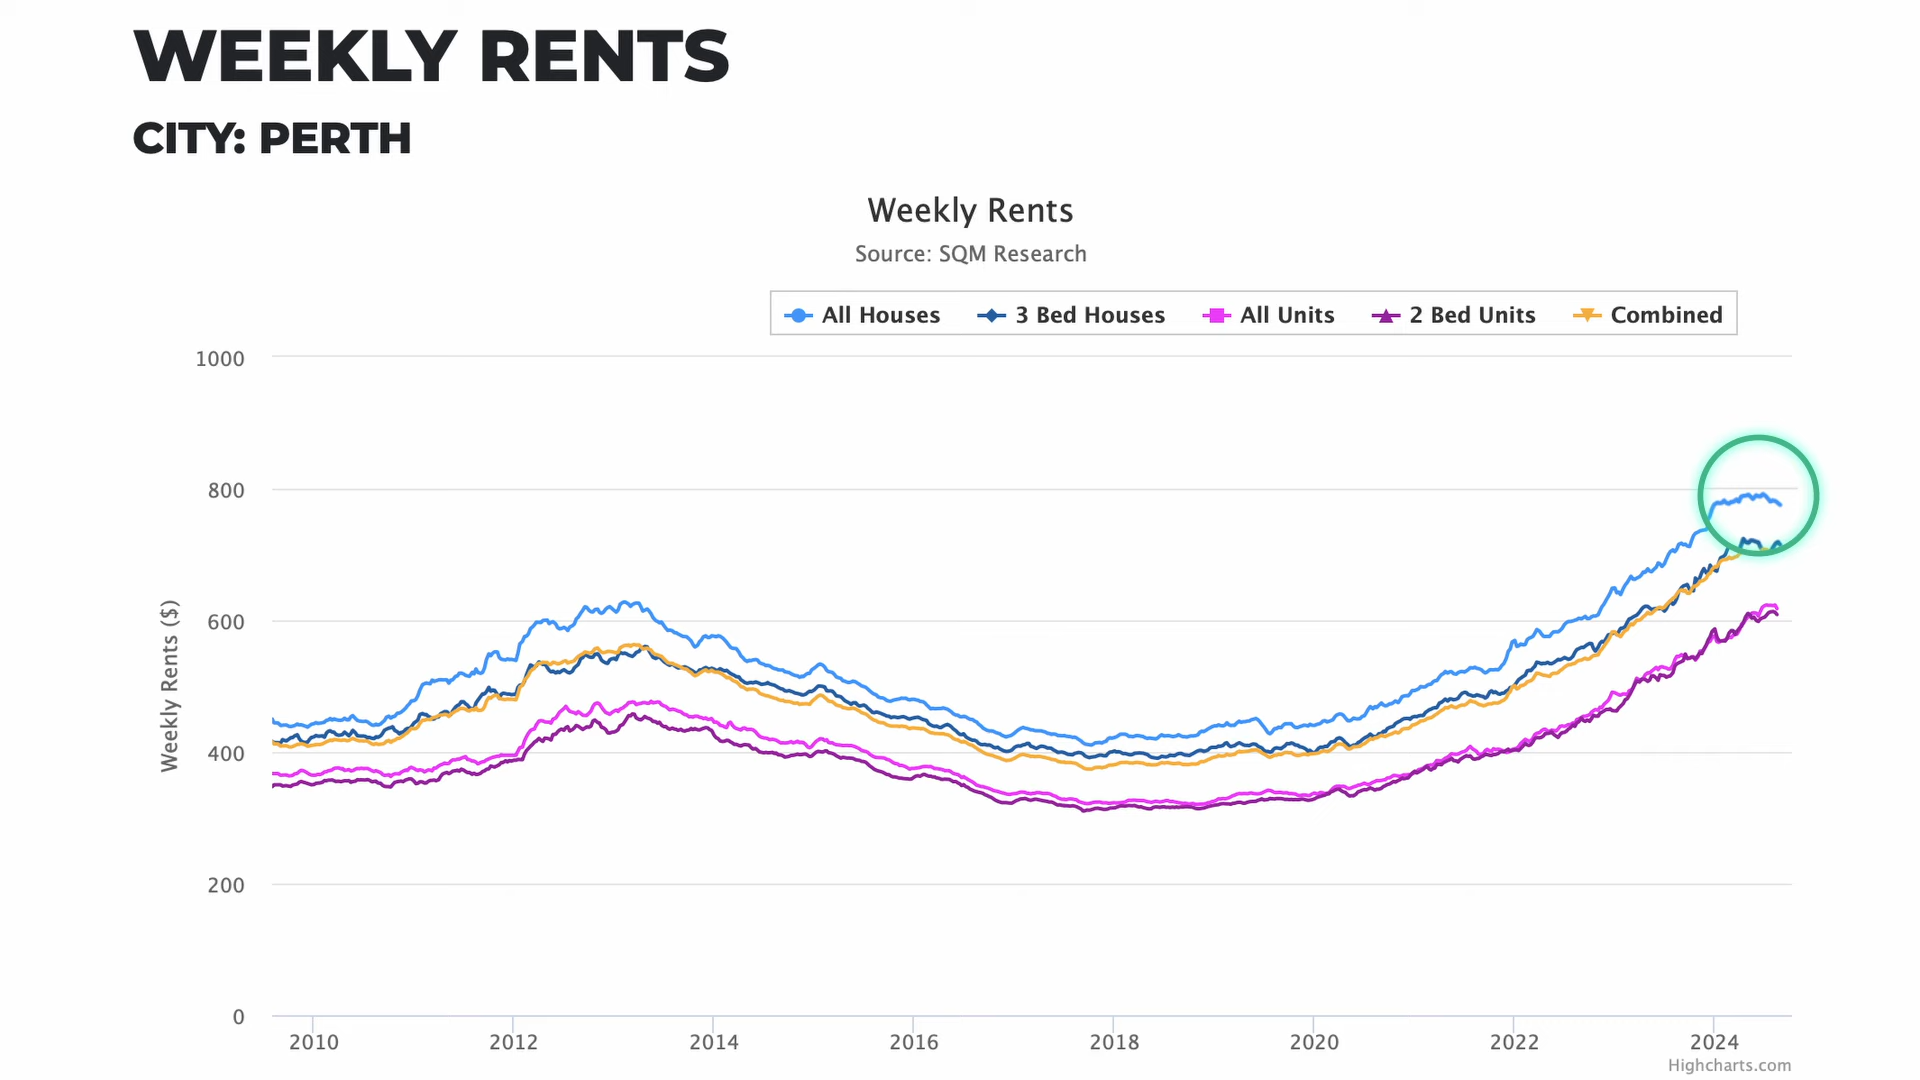 WEEKLY RENTS
CITY: PERTH
Weekly Rents
Source: SQM Research
All Houses 3 Bed Houses All Units 2 Bed Units Combined
1000
800
600
400
200
0
Weekly Rents ($)
2010 2012 2014 2016 2018 2020 2022 2024
Highcharts.com